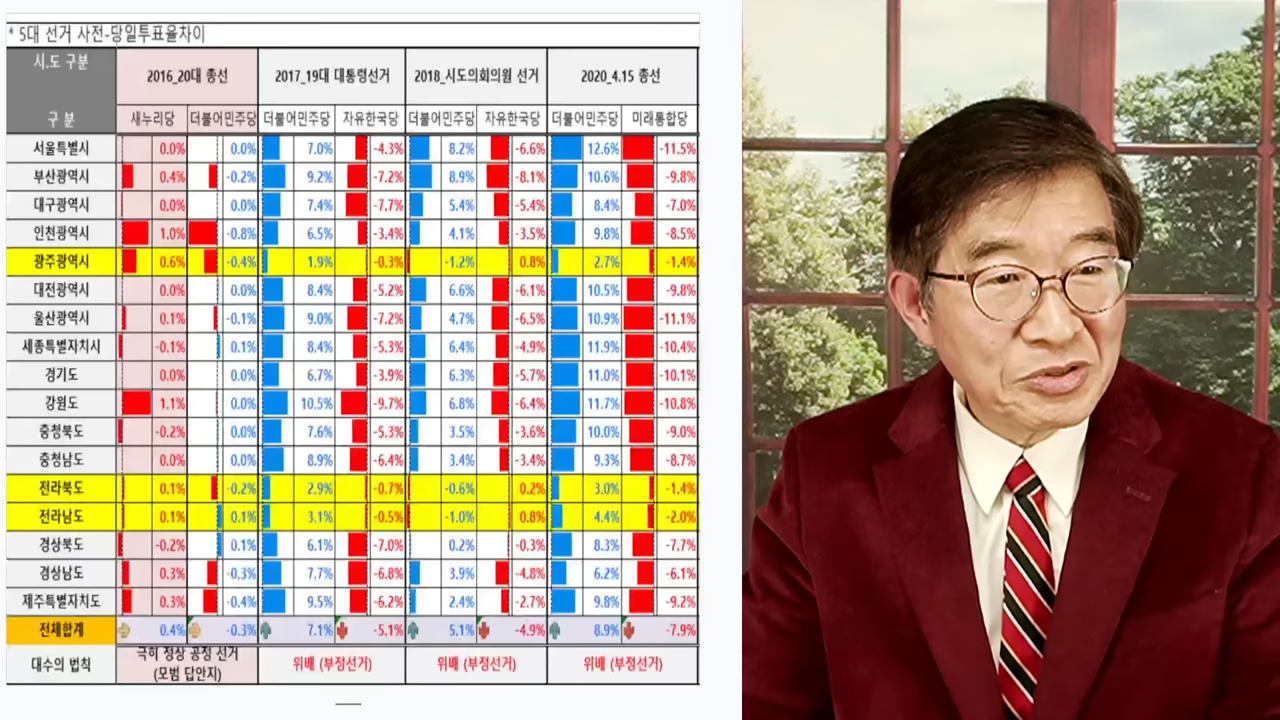 * 5대 선거 사전-당일투표율차이
시.도 구분 2016_20대 총선 2017_19대 대통령선거 2018_시도의회의원 선거 2020_4.15 총선
구 분 새누리당 더불어민주당 더불어민주당 자유한국당 더불어민주당 자유한국당 더불어민주당 미래통합당
서울특별시 0.0% 0.0% 7.0% -4.3% 8.2% -6.6% 12.6% -11.5%
부산광역시 0.4% -0.2% 9.2% -7.2% 8.9% -8.1% 10.6% -9.8%
대구광역시 0.0% 0.0% 7.4% -7.7% 5.4% -5.4% 8.4% -7.0%
인천광역시 1.0% -0.8% 6.5% -3.4% 4.1% -3.5% 9.8% -8.5%
광주광역시 0.6% -0.4% 1.9% -0.3% -1.2% 0.8% 2.7% -1.4%
대전광역시 0.0% 0.0% 8.4% -5.2% 6.6% -6.1% 10.5% -9.8%
울산광역시 0.1% -0.1% 9.0% -7.2% 4.7% -6.5% 10.9% -11.1%
세종특별자치시 -0.1% 0.1% 8.4% -5.3% 6.4% -4.9% 11.9% -10.4%
경기도 0.0% 0.0% 6.7% -3.9% 6.3% -5.7% 11.0% -10.1%
강원도 1.1% 0.0% 10.5% -9.7% 6.8% -6.4% 11.7% -10.8%
충청북도 -0.2% 0.0% 7.6% -5.3% 3.5% -3.6% 10.0% -9.0%
충청남도 0.0% 0.0% 8.9% -6.4% 3.4% -3.4% 9.3% -8.7%
전라북도 0.1% -0.2% 2.9% -0.7% -0.6% 0.2% 3.0% -1.4%
전라남도 0.1% 0.1% 3.1% -0.5% -1.0% 0.8% 4.4% -2.0%
경상북도 -0.2% 0.1% 6.1% -7.0% 0.2% -0.3% 8.3% -7.7%
경상남도 0.3% -0.3% 7.7% -6.8% 3.9% -4.8% 6.2% -6.1%
제주특별자치도 0.3% -0.4% 9.5% -6.2% 2.4% -2.7% 9.8% -9.2%
전체합계 0.4% -0.3% 7.1% -5.1% 5.1% -4.9% 8.9% -7.9%
대수의 법칙 극히 정상 공정 선거 위배 (부정선거) 위배 (부정선거) 위배 (부정선거)
(모범 답안지)